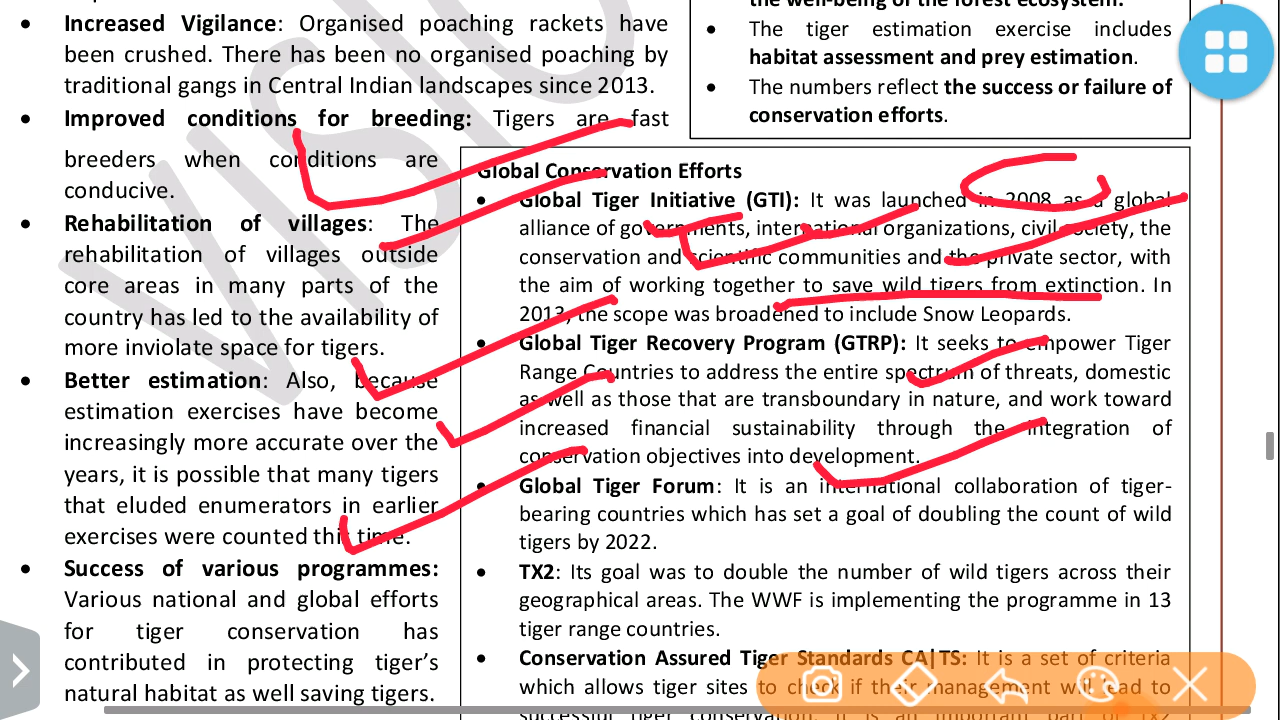 Increased Vigilance: Organised poaching rackets have
been crushed. There has been no organised poaching by
traditional gangs in Central Indian landscapes since 2013.
Improved conditions for breeding: Tigers are fast
breeders when conditions are
conducive.
Rehabilitation of villages: The
rehabilitation of villages outside
core areas in many parts of the
country has led to the availability of
more inviolate space for tigers.
Better estimation: Also, because
estimation exercises have become
increasingly more accurate over the
years, it is possible that many tigers
that eluded enumerators in earlier
exercises were counted this time.
Success of various programmes:
Various national and global efforts
for tiger conservation has
contributed in protecting tiger's
natural habitat as well saving tigers.
the well-being of the forest ecosystem.
The tiger estimation exercise includes
habitat assessment and prey estimation.
The numbers reflect the success or failure of
conservation efforts.
Global Conservation Efforts
Global Tiger Initiative (GTI): It was launched in 2008 as a global
alliance of governments, international organizations, civil society, the
conservation and scientific communities and the private sector, with
the aim of working together to save wild tigers from extinction. In
2013, the scope was broadened to include Snow Leopards.
Global Tiger Recovery Program (GTRP): It seeks to empower Tiger
Range Countries to address the entire spectrum of threats, domestic
as well as those that are transboundary in nature, and work toward
increased financial sustainability through the integration of
conservation objectives into development.
Global Tiger Forum: It is an international collaboration of tiger-
bearing countries which has set a goal of doubling the count of wild
tigers by 2022.
TX2: Its goal was to double the number of wild tigers across their
geographical areas. The WWF is implementing the programme in 13
tiger range countries.
Conservation Assured Tiger Standards CA|TS: It is a set of criteria
which allows tiger sites to check if their management will lead to
successful tiger conservation. It is an important part of TX2